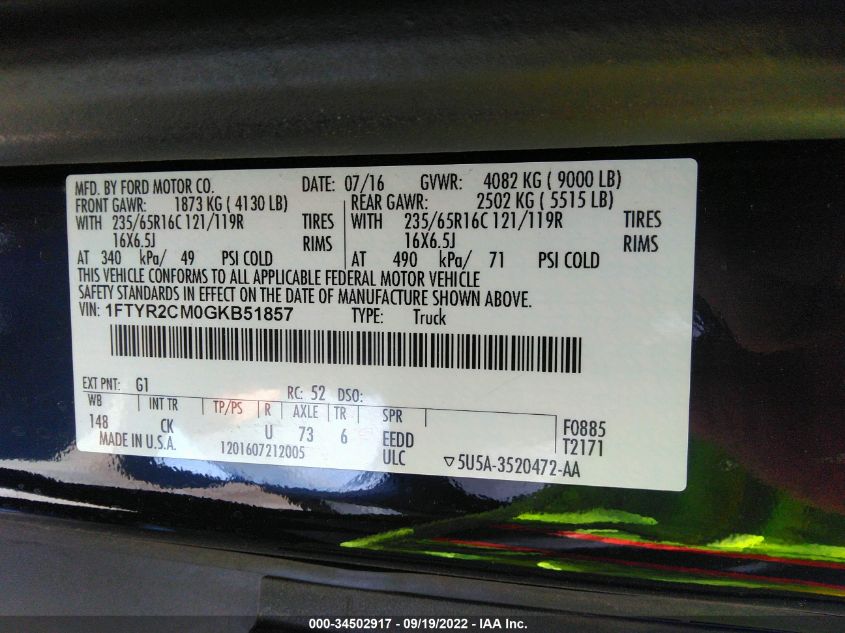 MFD. BY FORD MOTOR CO. DATE: 07/16 GVWR: 4082 KG ( 9000 LB)
FRONT GAWR: 1873 KG ( 4130 LB) REAR GAWR: 2502 KG ( 5515 LB)
WITH 235/65R16C 121/119R TIRES WITH 235/65R16C 121/119R TIRES
16X6.5J RIMS 16X6.5J RIMS
AT 340 kPa/ 49 PSI COLD AT 490 kPa/ 71 PSI COLD
THIS VEHICLE CONFORMS TO ALL APPLICABLE FEDERAL MOTOR VEHICLE
SAFETY STANDARDS IN EFFECT ON THE DATE OF MANUFACTURE SHOWN ABOVE.
VIN: 1FTYR2CM0GKB51857 TYPE: Truck
EXT PNT: G1 RC: 52 DSO:
WB INT TR TP/PS R AXLE TR SPR
148 CK U 73 6 EEDD F0885
MADE IN U.S.A. 1201607212005 ULC T2171
▽5U5A-3520472-AA
000-34502917 - 09/19/2022 - IAA Inc.